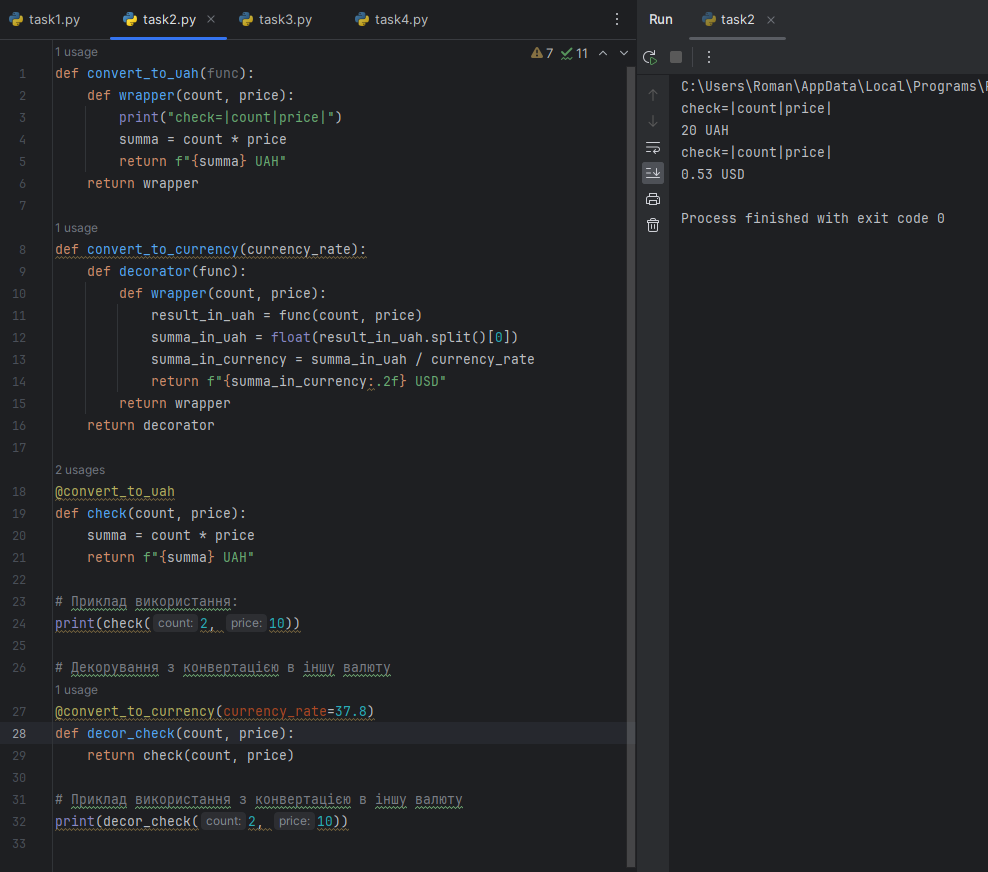 task1.py task2.py task3.py task4.py
1 usage
7 11
1 def convert_to_uah(func):
2 def wrapper(count, price):
3 print("check=|count|price|")
4 summa = count * price
5 return f"{summa} UAH"
6 return wrapper
7
1 usage
8 def convert_to_currency(currency_rate):
9 def decorator(func):
10 def wrapper(count, price):
11 result_in_uah = func(count, price)
12 summa_in_uah = float(result_in_uah.split()[0])
13 summa_in_currency = summa_in_uah / currency_rate
14 return f"{summa_in_currency:.2f} USD"
15 return wrapper
16 return decorator
17
2 usages
18 @convert_to_uah
19 def check(count, price):
20 summa = count * price
21 return f"{summa} UAH"
22
23 # Приклад використання:
24 print(check( count: 2, price: 10))
25
26 # Декорування з конвертацією в іншу валюту
1 usage
27 @convert_to_currency(currency_rate=37.8)
28 def decor_check(count, price):
29 return check(count, price)
30
31 # Приклад використання з конвертацією в іншу валюту
32 print(decor_check( count: 2, price: 10))
33
Run task2
C:\Users\Roman\AppData\Local\Programs\
check=|count|price|
20 UAH
check=|count|price|
0.53 USD
Process finished with exit code 0